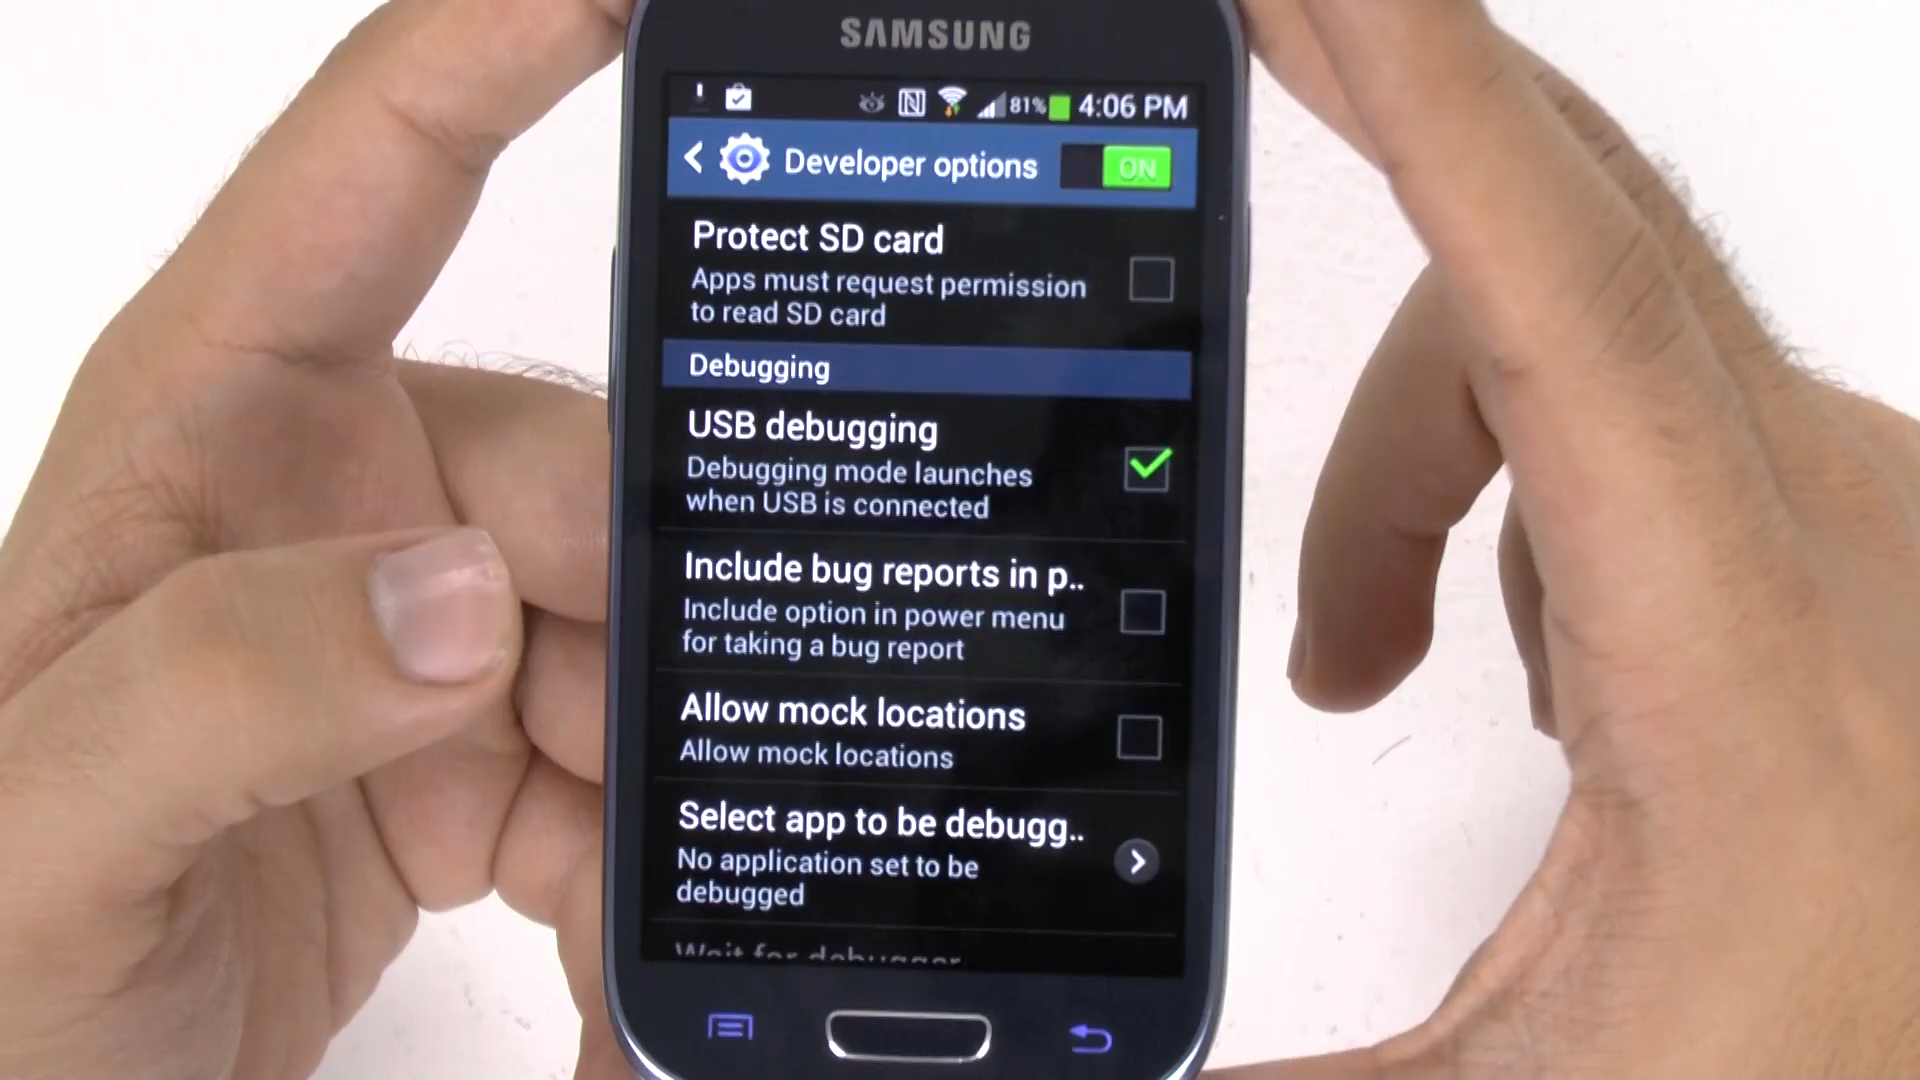 SAMSUNG
81% 4:06 PM
Developer options ON
Protect SD card
Apps must request permission
to read SD card
Debugging
USB debugging
Debugging mode launches
when USB is connected
Include bug reports in p..
Include option in power menu
for taking a bug report
Allow mock locations
Allow mock locations
Select app to be debugg..
No application set to be
debugged
Wait for debugger